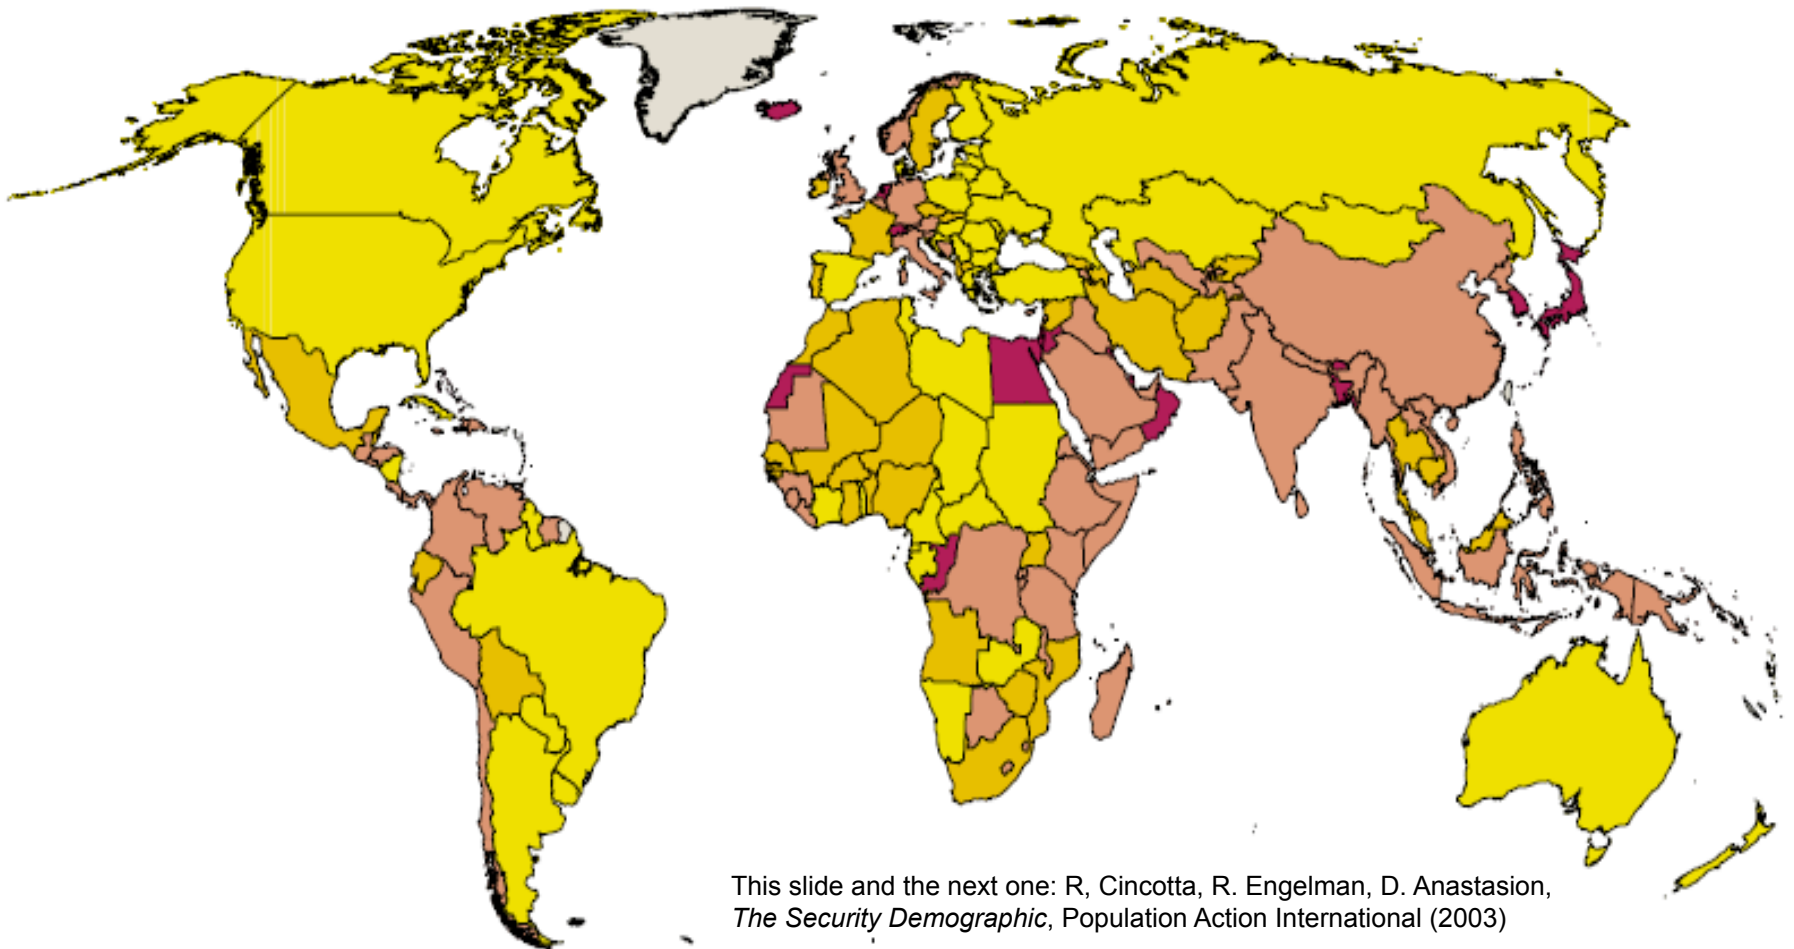 This slide and the next one: R, Cincotta, R. Engelman, D. Anastasion,
The Security Demographic, Population Action International (2003)